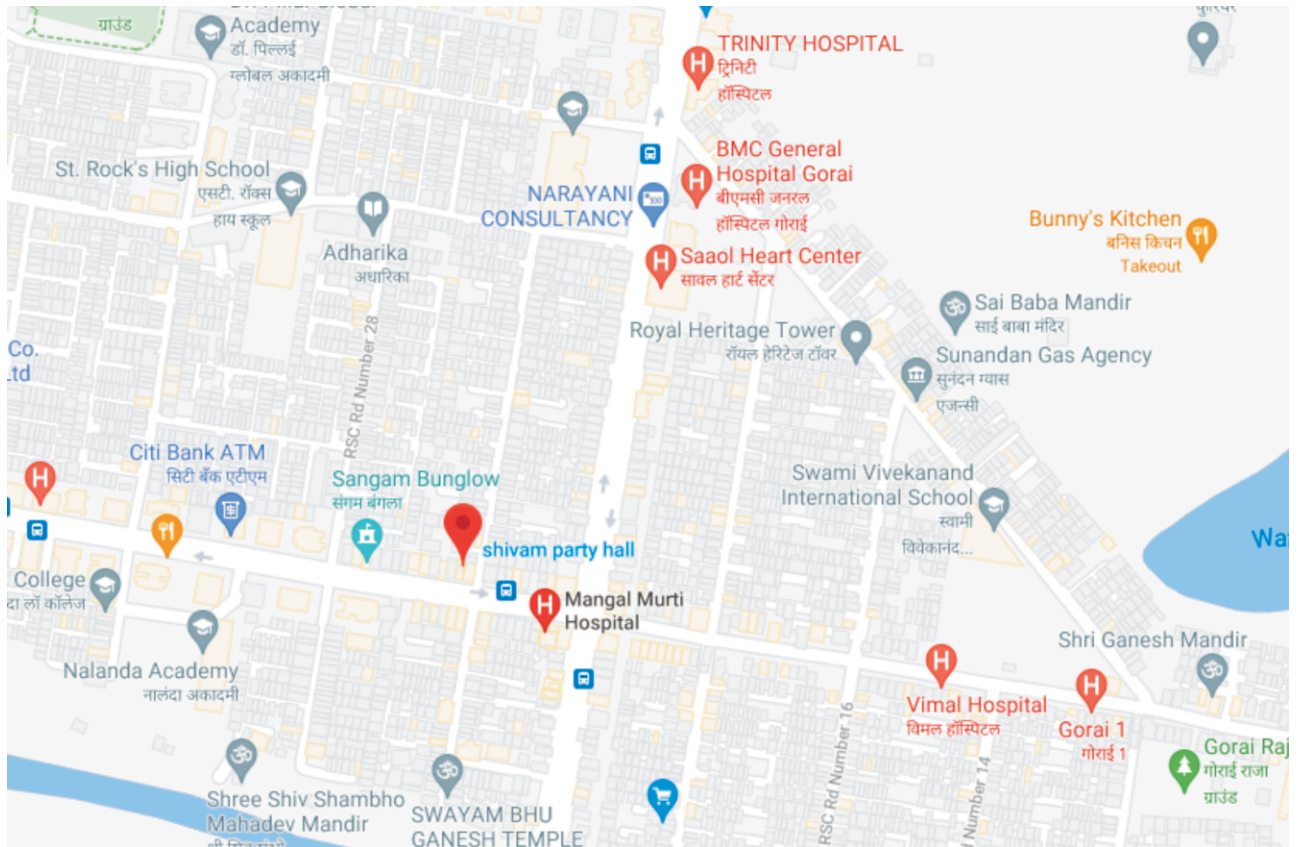 ग्राउंड
Academy
डॉ. पिल्लई
ग्लोबल अकादमी
TRINITY HOSPITAL
ट्रिनिटी
हॉस्पिटल
कुरियर
BMC General
Hospital Gorai
बीएमसी जनरल
हॉस्पिटल गोराई
St. Rock's High School
एसटी. रॉक्स
हाय स्कूल
NARAYANI
CONSULTANCY
Adharika
अधारिका
Saaol Heart Center
सावल हार्ट सेंटर
Bunny's Kitchen
बनिस किचन
Takeout
Sai Baba Mandir
साई बाबा मंदिर
Royal Heritage Tower
रॉयल हेरिटेज टॉवर
Sunandan Gas Agency
सुनंदन ग्यास
एजन्सी
Co.
Ltd
RSC Rd Number 28
Citi Bank ATM
सिटी बँक एटीएम
Sangam Bunglow
संगम बंगला
Swami Vivekanand
International School
स्वामी
विवेकानंद...
shivam party hall
Wa
College
दा लॉ कॉलेज
Mangal Murti
Hospital
Nalanda Academy
नालंदा अकादमी
Shri Ganesh Mandir
Vimal Hospital
विमल हॉस्पिटल
Gorai 1
गोराई 1
RSC Rd Number 16
Number 14
Gorai Raj
गोराई राजा
ग्राउंड
Shree Shiv Shambho
Mahadev Mandir
SWAYAM BHU
GANESH TEMPLE